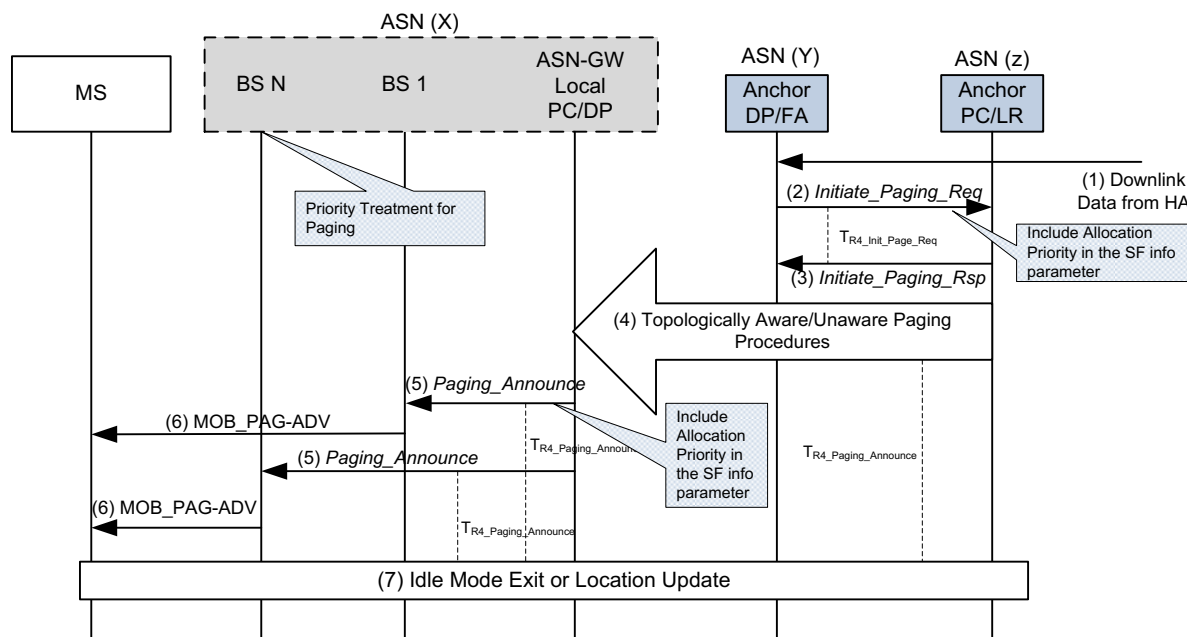 ASN (X)
ASN (Y)
ASN (z)
MS
BS N
BS 1
ASN-GW
Local
PC/DP
Anchor
DP/FA
Anchor
PC/LR
(1) Downlink
Data from HA
Priority Treatment for
Paging
(2) Initiate_Paging_Req
TR4_Init_Page_Req
Include Allocation
Priority in the SF info
parameter
(3) Initiate_Paging_Rsp
(4) Topologically Aware/Unaware Paging
Procedures
(5) Paging_Announce
(6) MOB_PAG-ADV
Include
Allocation
Priority in
the SF info
parameter
TR4_Paging_Announce
TR4_Paging_Announce
(5) Paging_Announce
(6) MOB_PAG-ADV
TR4_Paging_Announce
(7) Idle Mode Exit or Location Update